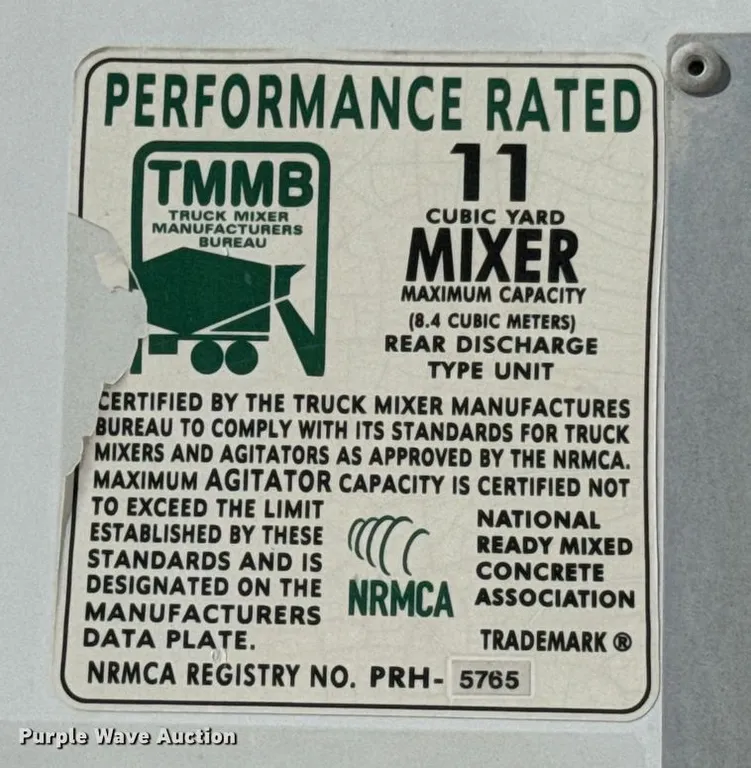 PERFORMANCE RATED
TMMB
TRUCK MIXER
MANUFACTURERS
BUREAU
11
CUBIC YARD
MIXER
MAXIMUM CAPACITY
(8.4 CUBIC METERS)
REAR DISCHARGE
TYPE UNIT
CERTIFIED BY THE TRUCK MIXER MANUFACTURES
BUREAU TO COMPLY WITH ITS STANDARDS FOR TRUCK
MIXERS AND AGITATORS AS APPROVED BY THE NRMCA.
MAXIMUM AGITATOR CAPACITY IS CERTIFIED NOT
TO EXCEED THE LIMIT
ESTABLISHED BY THESE
STANDARDS AND IS
DESIGNATED ON THE
MANUFACTURERS
DATA PLATE.
NRMCA
NATIONAL
READY MIXED
CONCRETE
ASSOCIATION
TRADEMARK ®
NRMCA REGISTRY NO. PRH- 5765
Purple Wave Auction